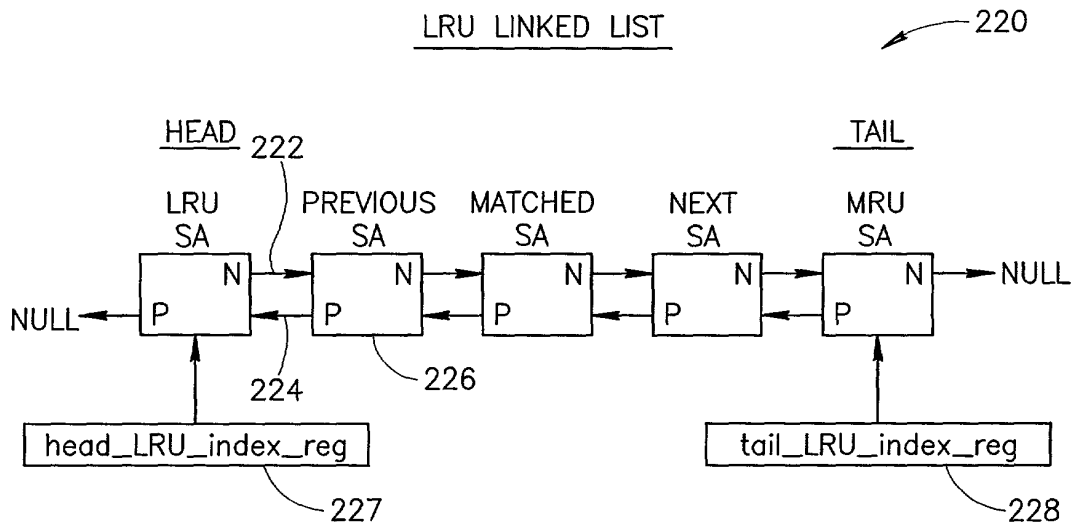 LRU LINKED LIST
220
HEAD
TAIL
222
LRU SA
PREVIOUS SA
MATCHED SA
NEXT SA
MRU SA
N
N
N
N
N
NULL
NULL
P
P
P
P
P
224
226
head_LRU_index_reg
tail_LRU_index_reg
227
228